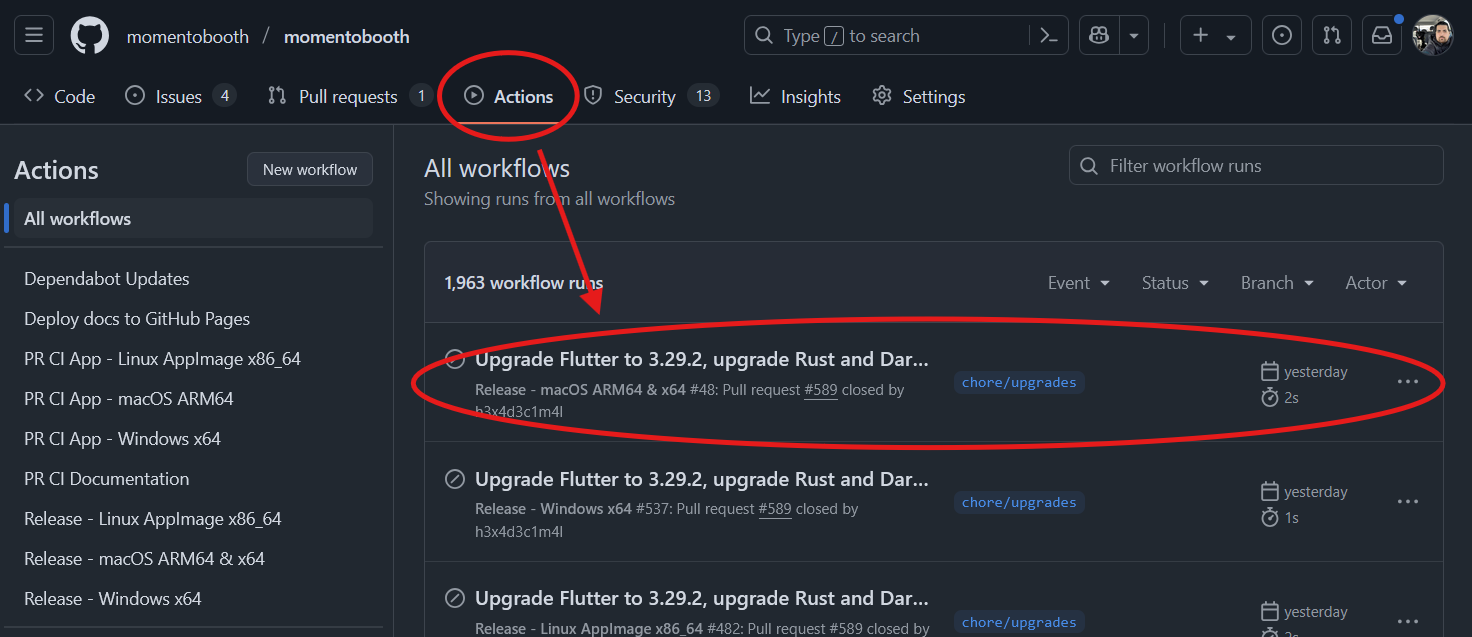 momentobooth / momentobooth
Type / to search
Code
Issues 4
Pull requests 1
Actions
Security 13
Insights
Settings
Actions
New workflow
All workflows
Dependabot Updates
Deploy docs to GitHub Pages
PR CI App - Linux AppImage x86_64
PR CI App - macOS ARM64
PR CI App - Windows x64
PR CI Documentation
Release - Linux AppImage x86_64
Release - macOS ARM64 & x64
Release - Windows x64
All workflows
Showing runs from all workflows
Filter workflow runs
1,963 workflow runs
Event
Status
Branch
Actor
Upgrade Flutter to 3.29.2, upgrade Rust and Dar...
Release - macOS ARM64 & x64 #48: Pull request #589 closed by
h3x4d3c1m4l
chore/upgrades
yesterday
2s
Upgrade Flutter to 3.29.2, upgrade Rust and Dar...
Release - Windows x64 #537: Pull request #589 closed by
h3x4d3c1m4l
chore/upgrades
yesterday
1s
Upgrade Flutter to 3.29.2, upgrade Rust and Dar...
Release - Linux AppImage x86_64 #482: Pull request #589 closed by
chore/upgrades
yesterday